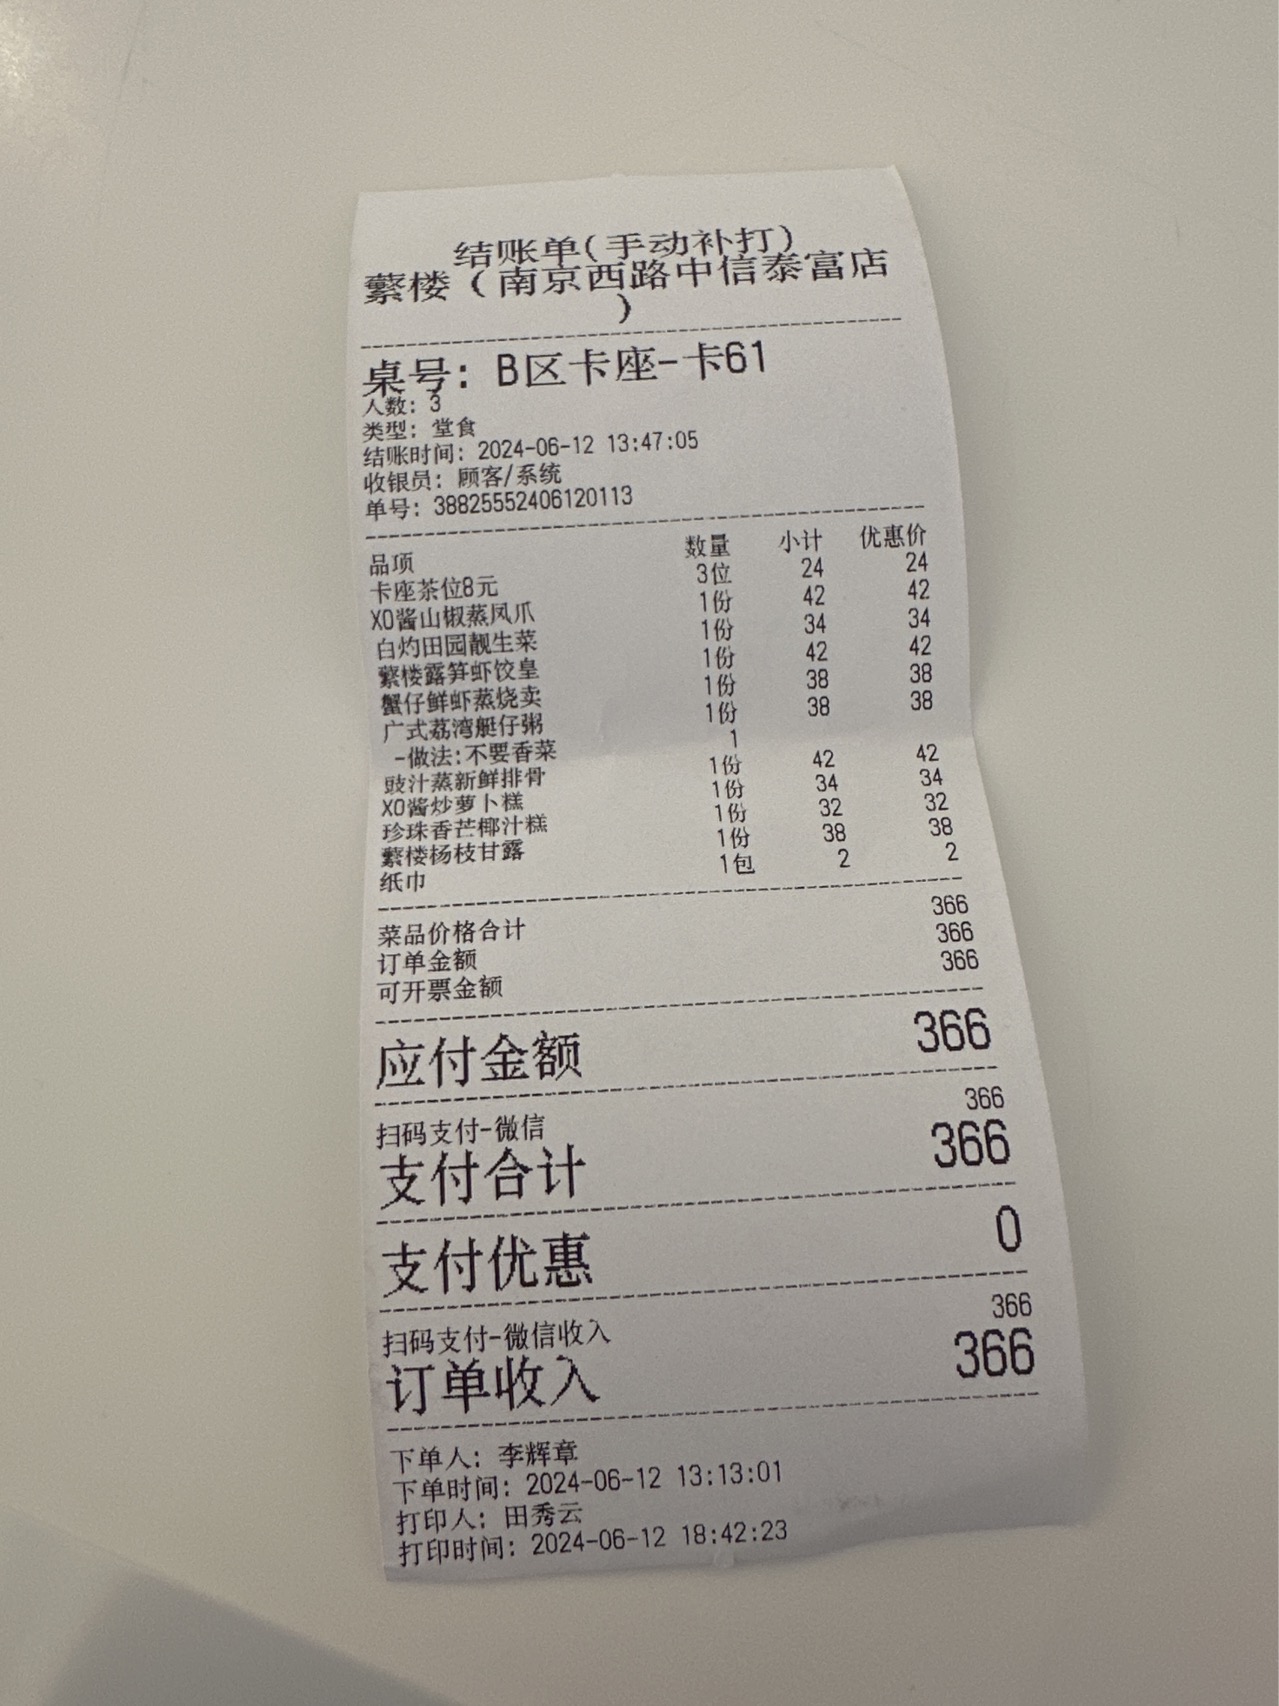 结账单(手动补打)
蘩楼（南京西路中信泰富店
）
桌号: B区卡座-卡61
人数: 3
类型: 堂食
结账时间: 2024-06-12 13:47:05
收银员: 顾客/系统
单号: 38825552406120113
品项 数量 小计 优惠价
卡座茶位8元 3位 24 24
XO酱山椒蒸凤爪 1份 42 42
白灼田园靓生菜 1份 34 34
蘩楼露笋虾饺皇 1份 42 42
蟹仔鲜虾蒸烧卖 1份 38 38
广式荔湾艇仔粥 1份 38 38
-做法:不要香菜 1
豉汁蒸新鲜排骨 1份 42 42
XO酱炒萝卜糕 1份 34 34
珍珠香芒椰汁糕 1份 32 32
蘩楼杨枝甘露 1份 38 38
纸巾 1包 2 2
菜品价格合计 366
订单金额 366
可开票金额 366
应付金额 366
扫码支付-微信 366
支付合计 366
支付优惠 0
扫码支付-微信收入 366
订单收入 366
下单人: 李辉章
下单时间: 2024-06-12 13:13:01
打印人: 田秀云
打印时间: 2024-06-12 18:42:23